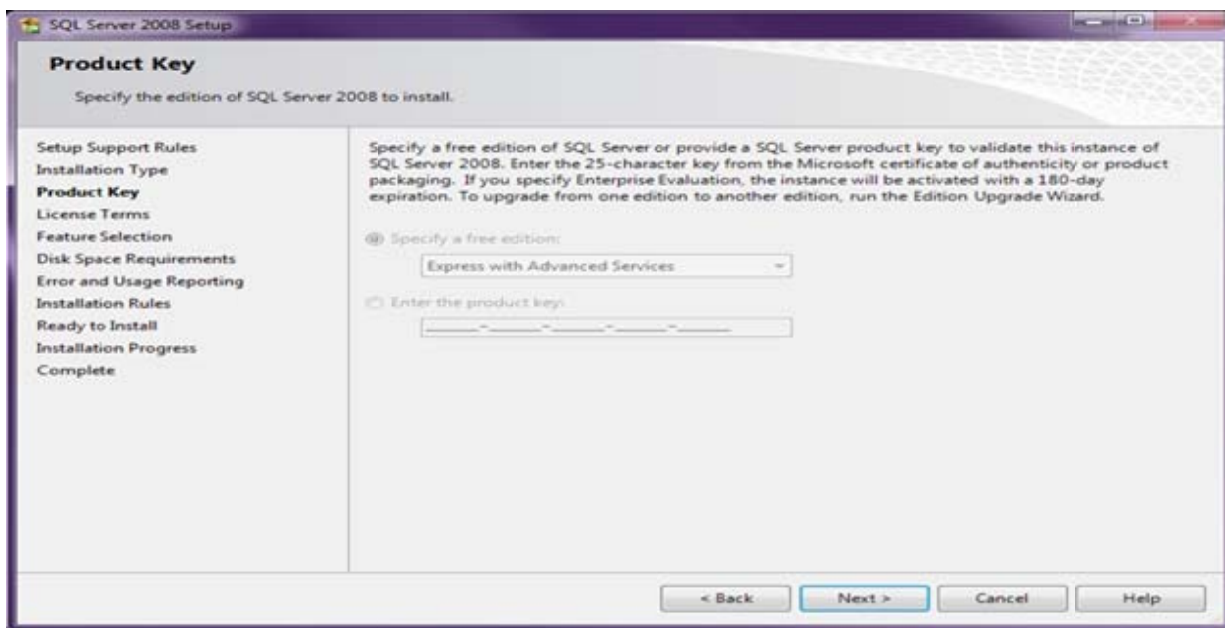 SQL Server 2008 Setup
Product Key
Specify the edition of SQL Server 2008 to install.
Setup Support Rules
Installation Type
Product Key
License Terms
Feature Selection
Disk Space Requirements
Error and Usage Reporting
Installation Rules
Ready to Install
Installation Progress
Complete
Specify a free edition of SQL Server or provide a SQL Server product key to validate this instance of
SQL Server 2008. Enter the 25-character key from the Microsoft certificate of authenticity or product
packaging. If you specify Enterprise Evaluation, the instance will be activated with a 180-day
expiration. To upgrade from one edition to another edition, run the Edition Upgrade Wizard.
Specify a free edition:
Express with Advanced Services
Enter the product key:
_____-_____-_____-_____-_____
< Back
Next >
Cancel
Help